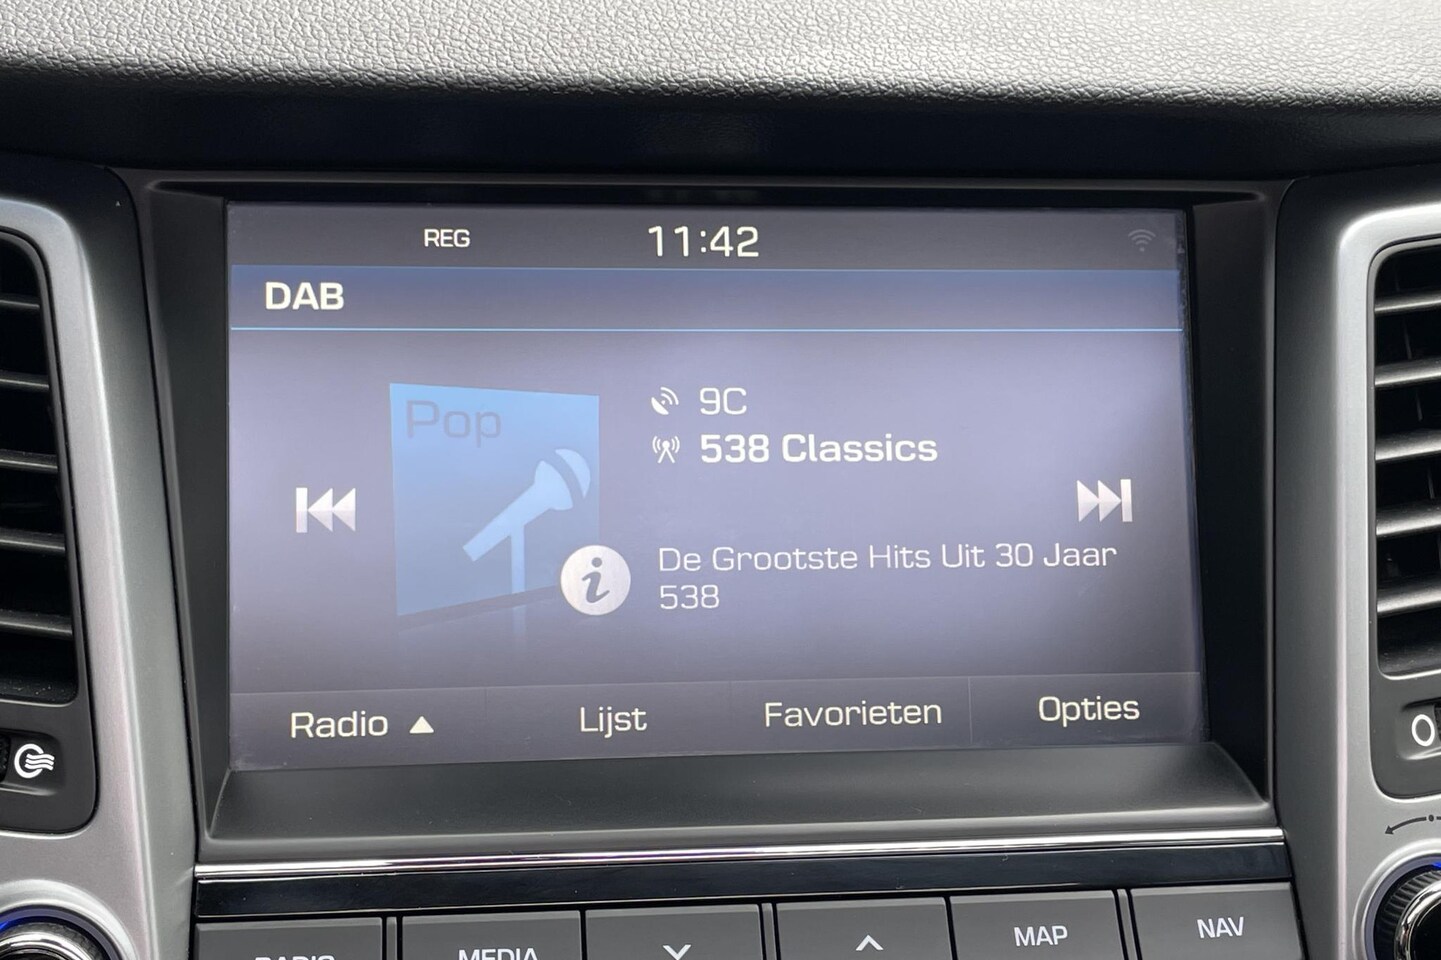 REG 11:42
DAB
Pop
9C
538 Classics
De Grootste Hits Uit 30 Jaar
538
Radio ▲ Lijst Favorieten Opties
RADIO MEDIA MAP NAV